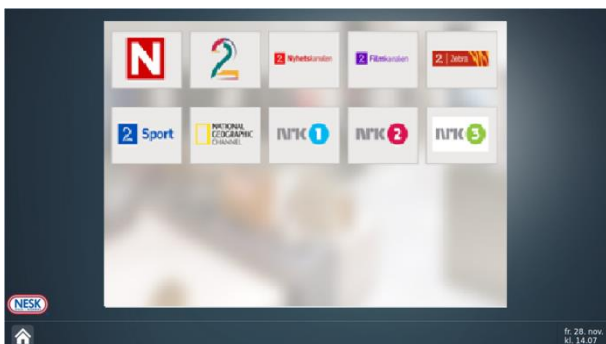 N
2
2 Nyhetskanalen
2 Filmkanalen
2 Zebra
2 Sport
NATIONAL
GEOGRAPHIC
CHANNEL
NRK 1
NRK 2
NRK 3
NESK
fr. 28. nov.
kl. 14.07